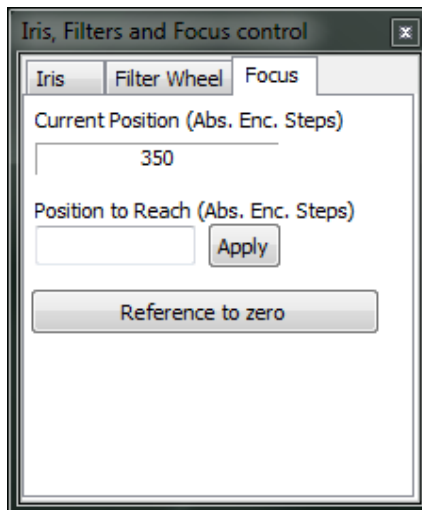 Iris, Filters and Focus control x
Iris Filter Wheel Focus
Current Position (Abs. Enc. Steps)
350
Position to Reach (Abs. Enc. Steps)
Apply
Reference to zero